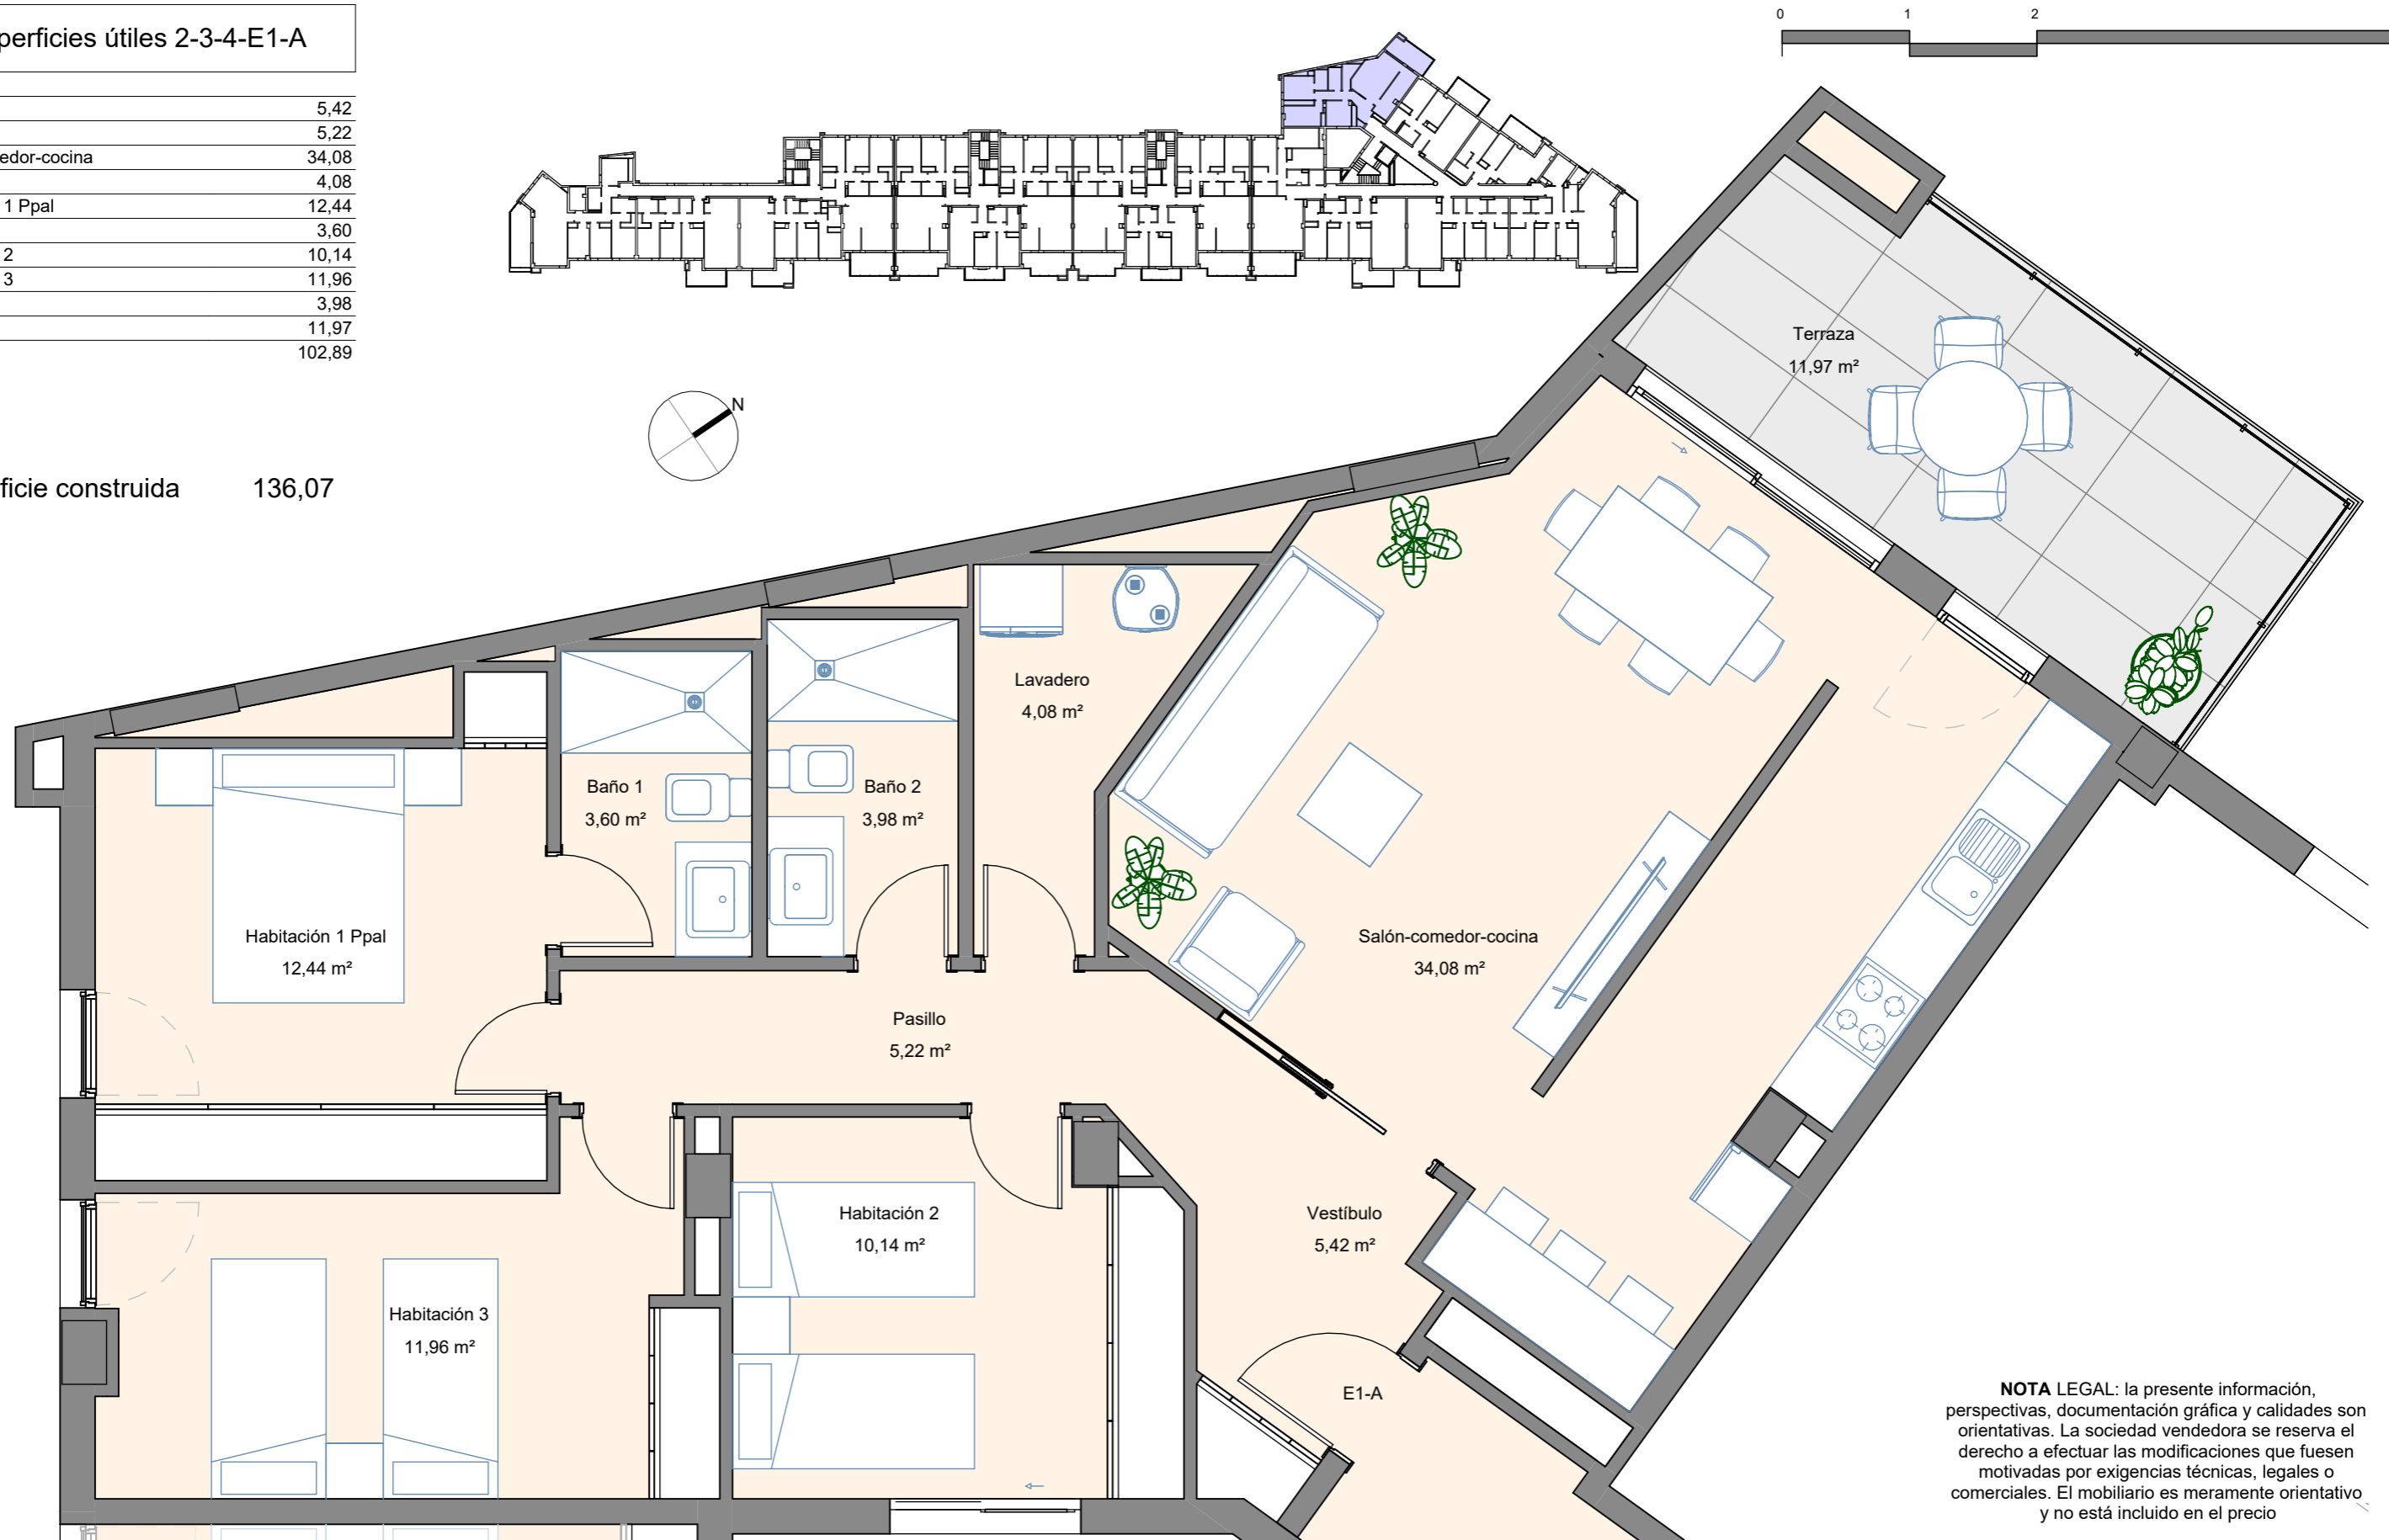 perficies útiles 2-3-4-E1-A
5,42
5,22
edor-cocina 34,08
4,08
1 Ppal 12,44
3,60
2 10,14
3 11,96
3,98
11,97
102,89
ficie construida 136,07
N
0 1 2
Terraza
11,97 m²
Lavadero
4,08 m²
Baño 1
3,60 m²
Baño 2
3,98 m²
Habitación 1 Ppal
12,44 m²
Salón-comedor-cocina
34,08 m²
Pasillo
5,22 m²
Habitación 2
10,14 m²
Vestíbulo
5,42 m²
Habitación 3
11,96 m²
E1-A
NOTA LEGAL: la presente información,
perspectivas, documentación gráfica y calidades son
orientativas. La sociedad vendedora se reserva el
derecho a efectuar las modificaciones que fuesen
motivadas por exigencias técnicas, legales o
comerciales. El mobiliario es meramente orientativo
y no está incluido en el precio